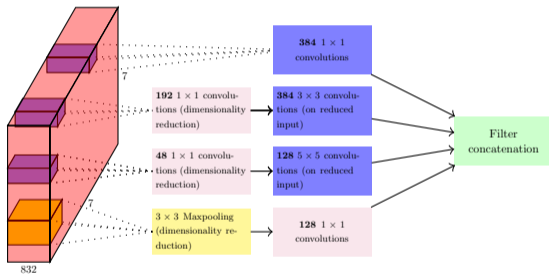 384 1 × 1
convolutions
7
192 1 × 1 convolu-
tions (dimensionality
reduction)
384 3 × 3 convolu-
tions (on reduced
input)
Filter
concatenation
48 1 × 1 convolu-
tions (dimensionality
reduction)
128 5 × 5 convolu-
tions (on reduced
input)
7
3 × 3 Maxpooling
(dimensionality re-
duction)
128 1 × 1
convolutions
832